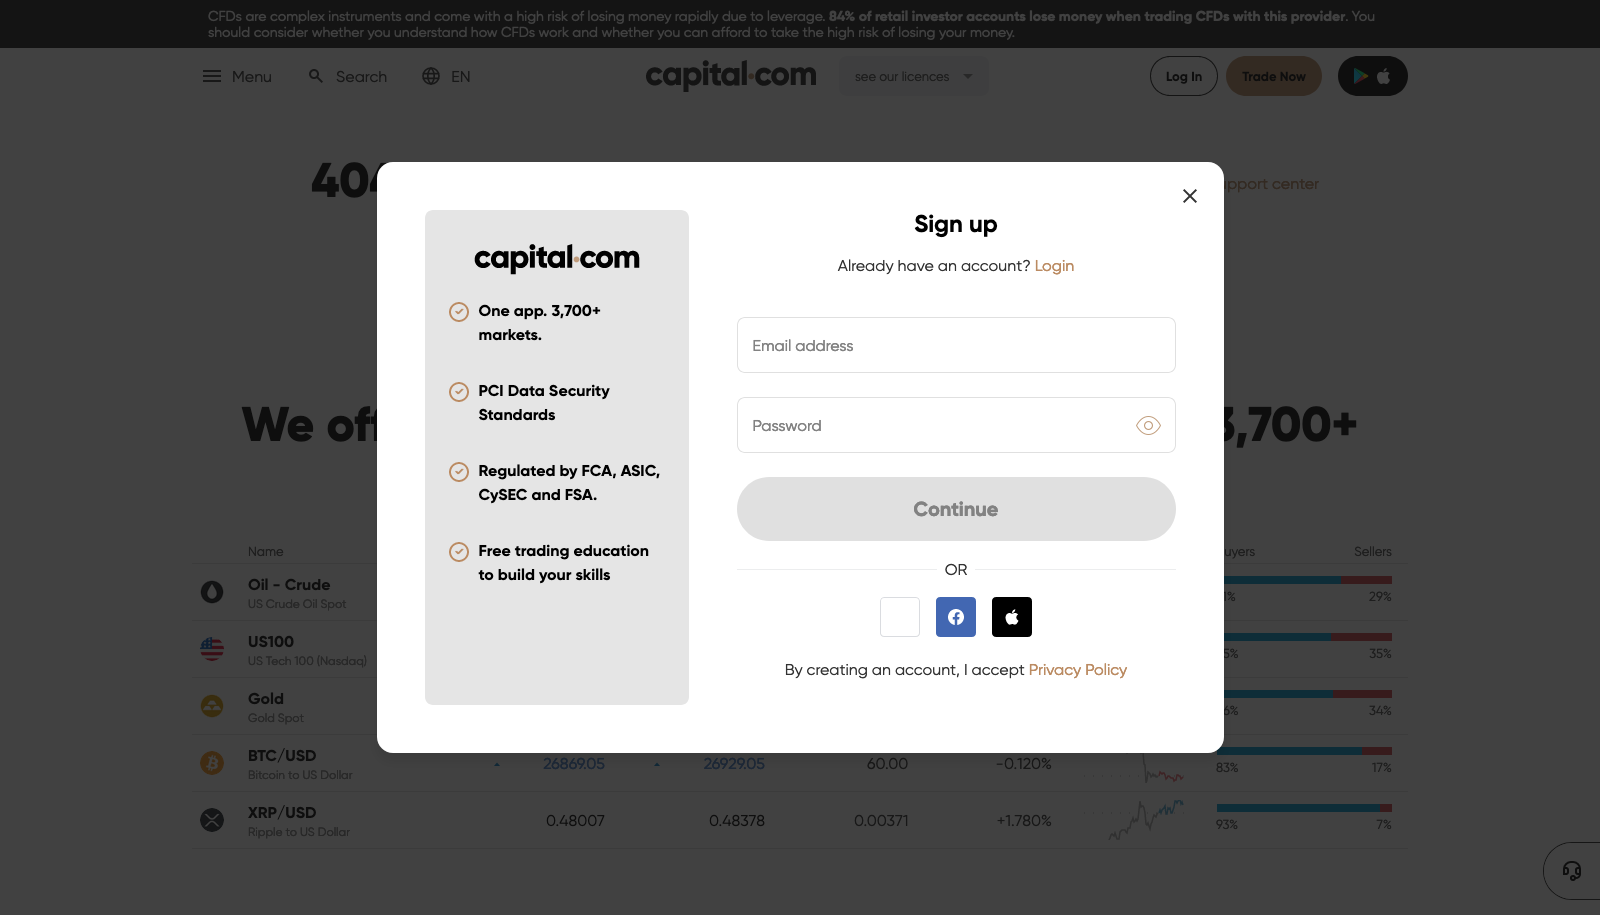 CFDs are complex instruments and come with a high risk of losing money rapidly due to leverage. 84% of retail investor accounts lose money when trading CFDs with this provider. You
should consider whether you understand how CFDs work and whether you can afford to take the high risk of losing your money.
Menu Search EN capital.com see our licences Log In Trade Now
404
center
capital.com
One app. 3,700+
markets.
PCI Data Security
Standards
Regulated by FCA, ASIC,
CySEC and FSA.
Free trading education
to build your skills
Sign up
Already have an account? Login
Email address
Password
Continue
OR
By creating an account, I accept Privacy Policy
We 3,700+
Name Sellers
Oil - Crude
US Crude Oil Spot 29%
US100
US Tech 100 (Nasdaq) 35%
Gold
Gold Spot 34%
BTC/USD
Bitcoin to US Dollar 26869.05 26929.05 60.00 -0.120% 83% 17%
XRP/USD
Ripple to US Dollar 0.48007 0.48378 0.00371 +1.780% 93% 7%